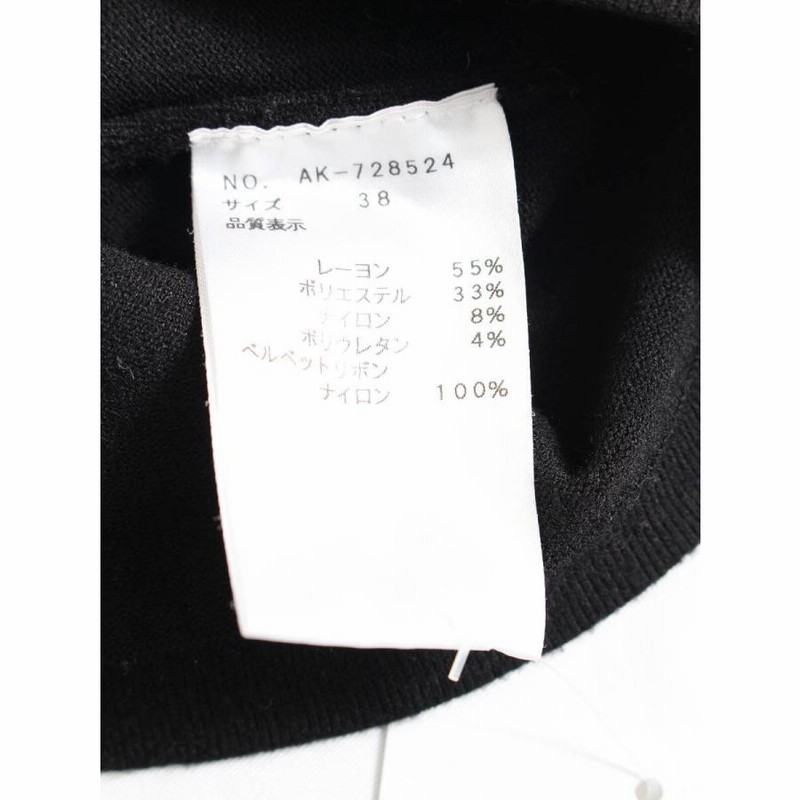 NO. AK-728524
サイズ 38
品質表示
レーヨン 55%
ポリエステル 33%
ナイロン 8%
ポリウレタン 4%
ベルベットリボン
ナイロン 100%